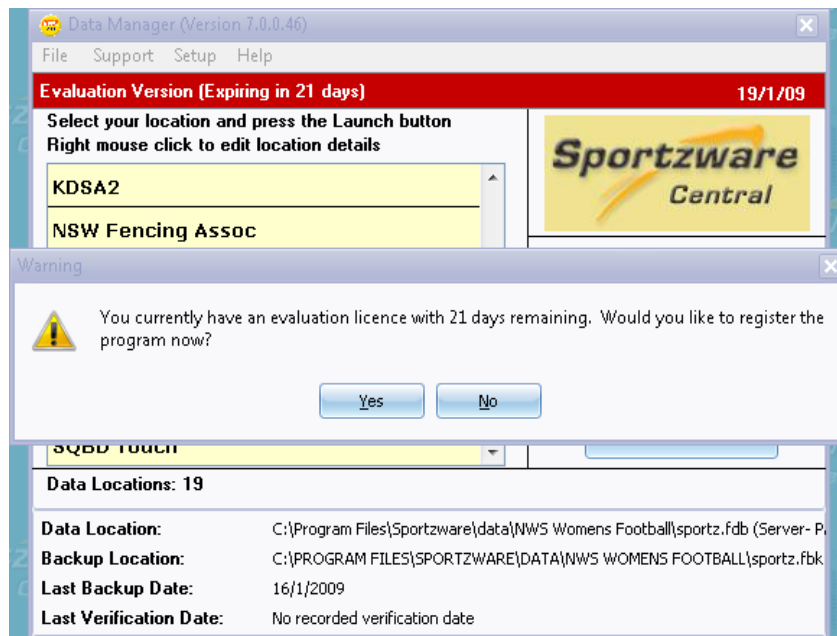 Data Manager (Version 7.0.0.46)
File Support Setup Help
Evaluation Version (Expiring in 21 days) 19/1/09
Select your location and press the Launch button
Right mouse click to edit location details
Sportzware
Central
KDSA2
NSW Fencing Assoc
Warning
You currently have an evaluation licence with 21 days remaining. Would you like to register the
program now?
Yes No
SQBD Touch
Data Locations: 19
Data Location: C:\Program Files\Sportzware\data\NWS Womens Football\sportz.fdb (Server- P
Backup Location: C:\PROGRAM FILES\SPORTZWARE\DATA\NWS WOMENS FOOTBALL\sportz.fbk
Last Backup Date: 16/1/2009
Last Verification Date: No recorded verification date